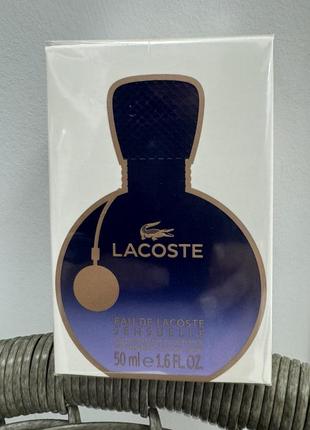 LACOSTE
EAU DE LACOSTE
SENSUELLE
50 ml e 1.6 FL.OZ.